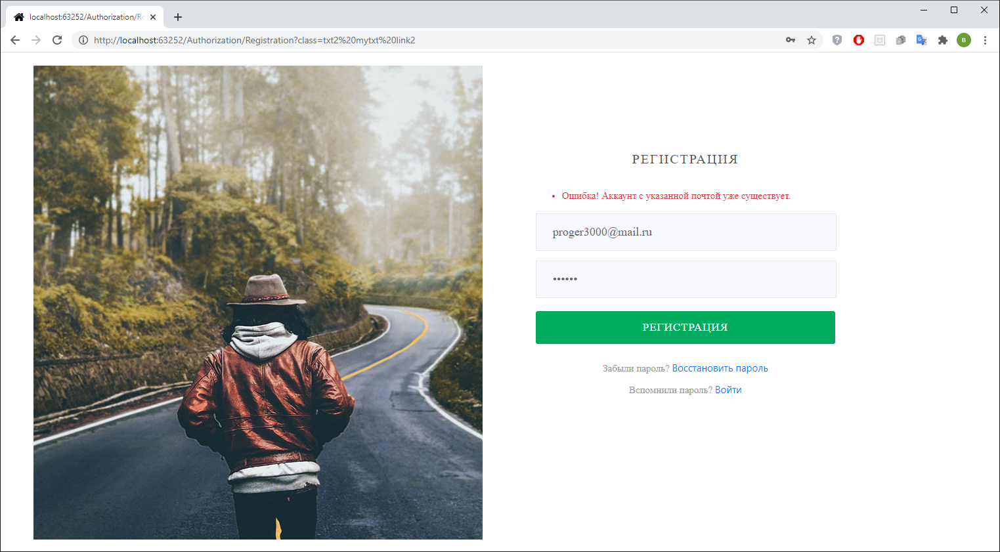 localhost:63252/Authorization/Re
http://localhost:63252/Authorization/Registration?class=txt2%20mytxt%20link2
B
РЕГИСТРАЦИЯ
• Ошибка! Аккаунт с указанной почтой уже существует.
proger3000@mail.ru
••••••
РЕГИСТРАЦИЯ
Забыли пароль? Восстановить пароль
Вспомнили пароль? Войти